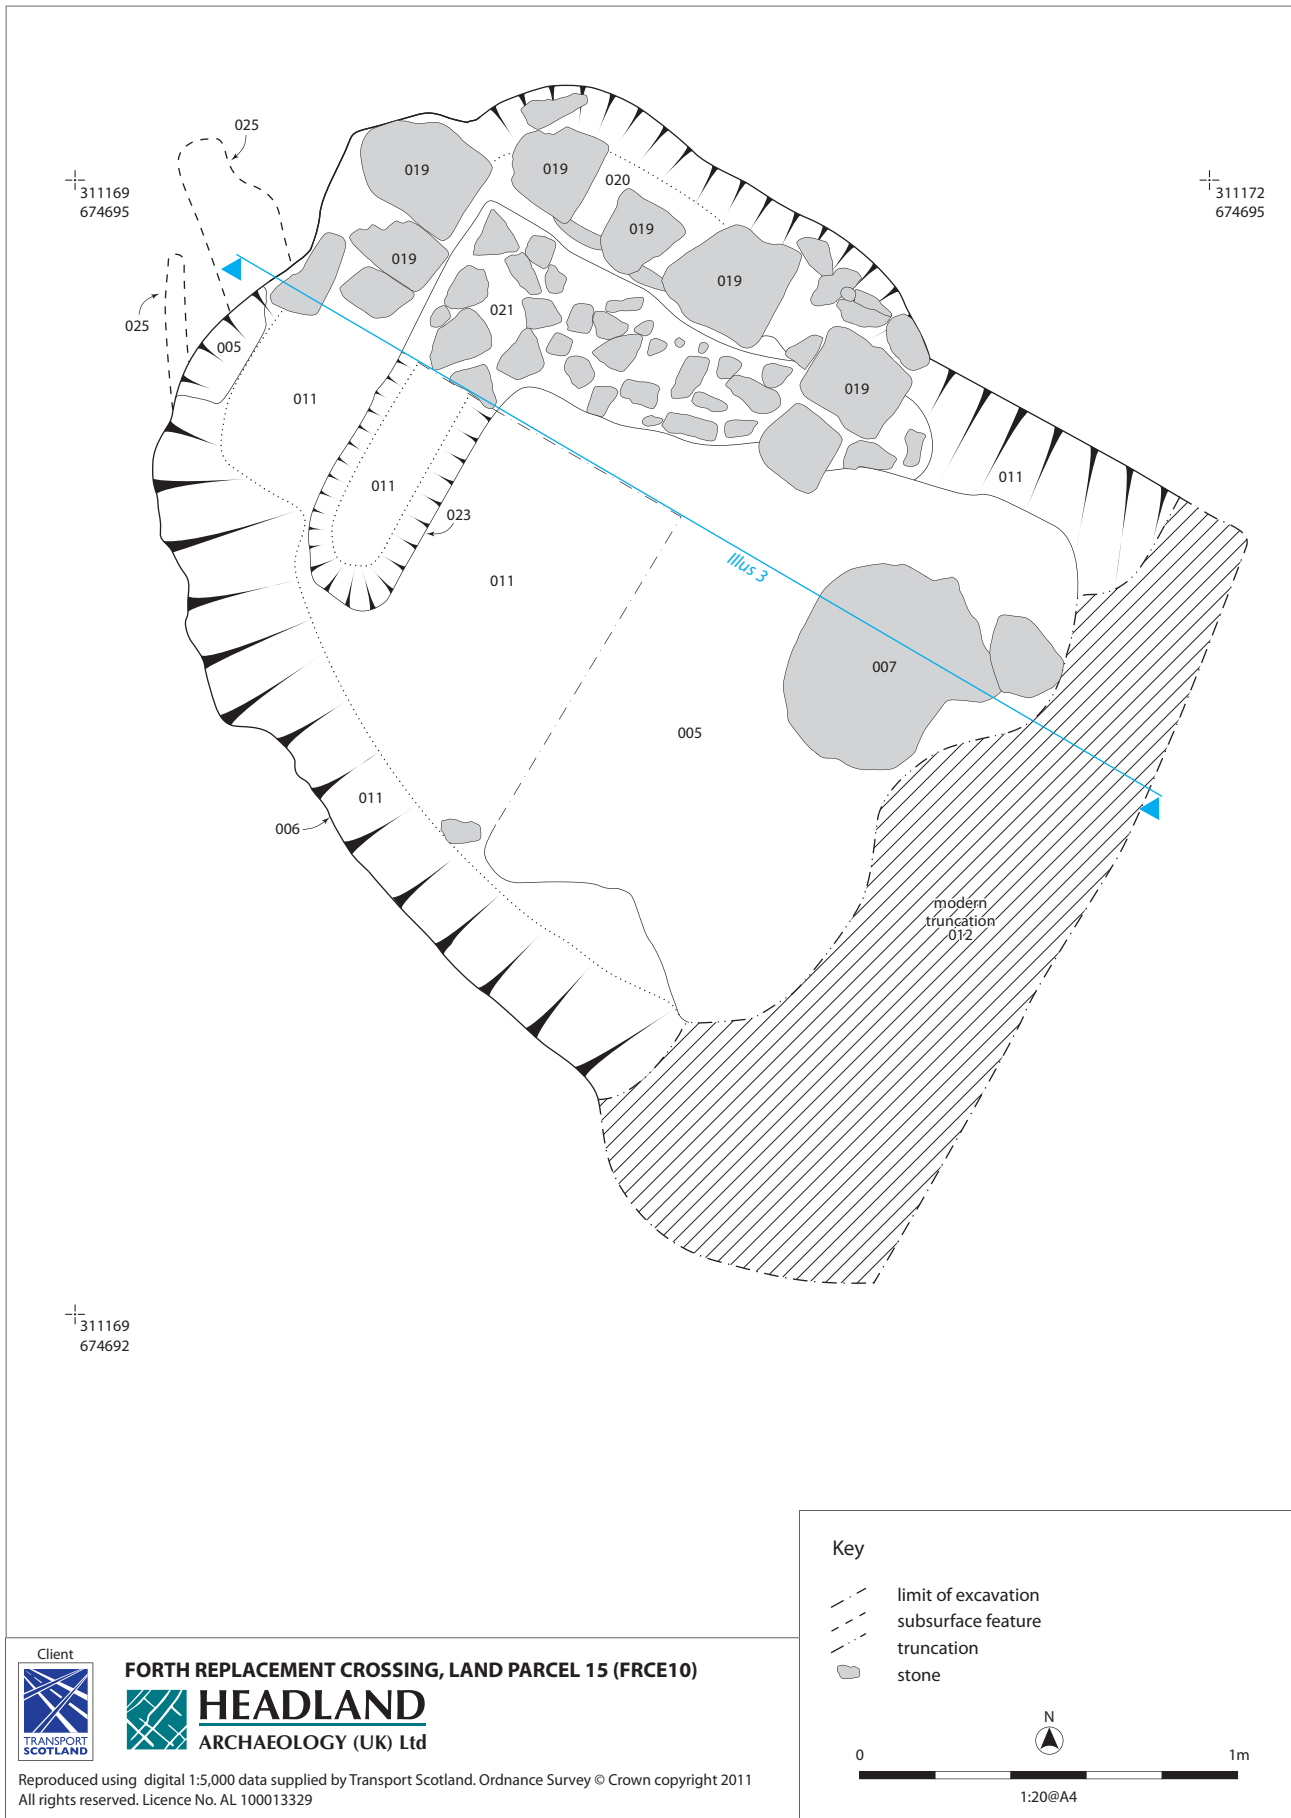 025
311169
674695
311172
674695
019
019
020
019
019
019
021
025
005
011
019
011
011
023
Illus 3
011
007
005
011
006
modern
truncation
012
311169
674692
Key
limit of excavation
subsurface feature
truncation
stone
N
0 1m
1:20@A4
Client
TRANSPORT
SCOTLAND
FORTH REPLACEMENT CROSSING, LAND PARCEL 15 (FRCE10)
HEADLAND
ARCHAEOLOGY (UK) Ltd
Reproduced using digital 1:5,000 data supplied by Transport Scotland. Ordnance Survey © Crown copyright 2011
All rights reserved. Licence No. AL 100013329